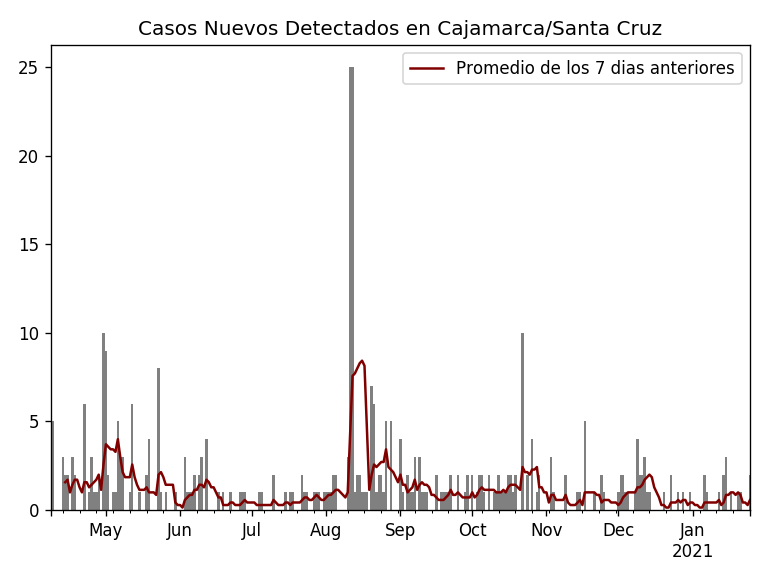 Casos Nuevos Detectados en Cajamarca/Santa Cruz
Promedio de los 7 dias anteriores
25
20
15
10
5
0
May Jun Jul Aug Sep Oct Nov Dec Jan
2021